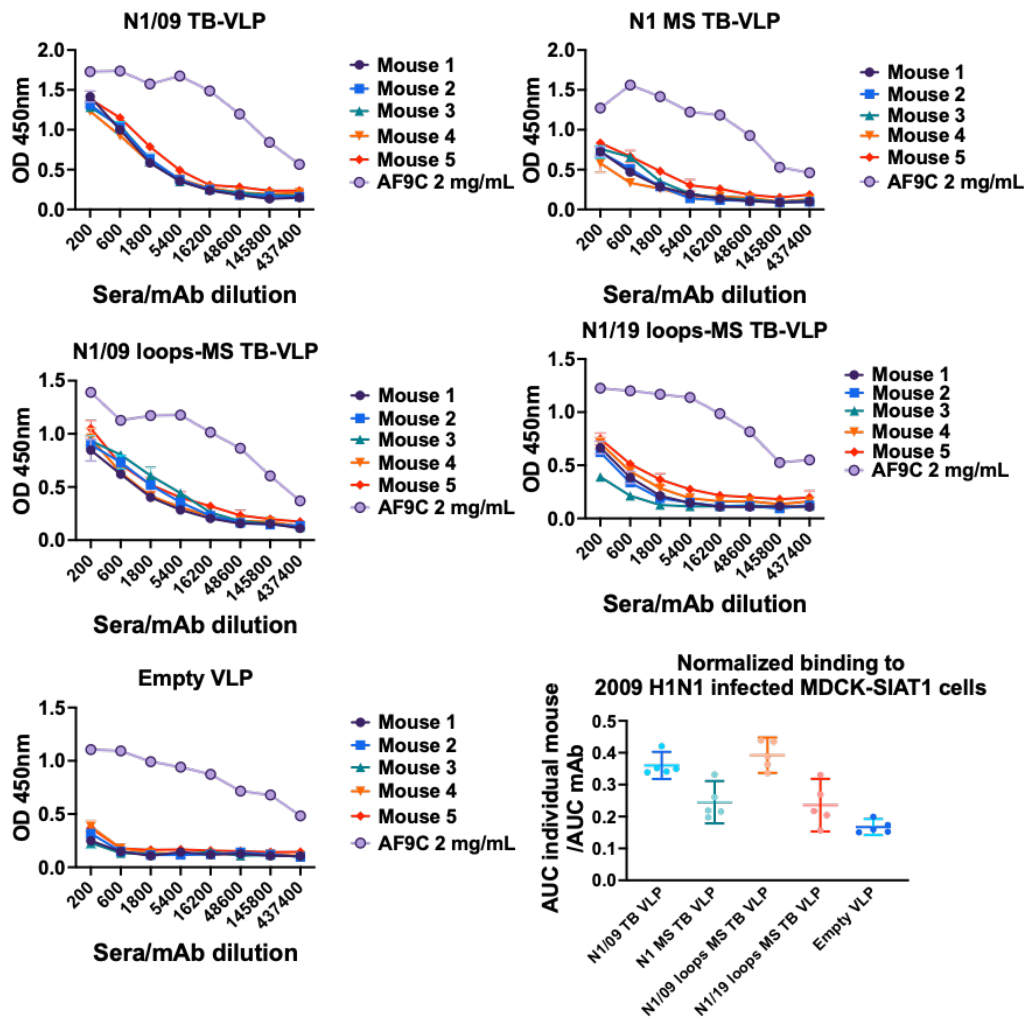 N1/09 TB-VLP
2.0
1.5
1.0
0.5
0.0
OD 450nm
200
600
1800
5400
16200
48600
145800
437400
Sera/mAb dilution
Mouse 1
Mouse 2
Mouse 3
Mouse 4
Mouse 5
AF9C 2 mg/mL
N1 MS TB-VLP
2.0
1.5
1.0
0.5
0.0
OD 450nm
200
600
1800
5400
16200
48600
145800
437400
Sera/mAb dilution
Mouse 1
Mouse 2
Mouse 3
Mouse 4
Mouse 5
AF9C 2 mg/mL
N1/09 loops-MS TB-VLP
1.5
1.0
0.5
0.0
OD 450nm
200
600
1800
5400
16200
48600
145800
437400
Sera/mAb dilution
Mouse 1
Mouse 2
Mouse 3
Mouse 4
Mouse 5
AF9C 2 mg/mL
N1/19 loops-MS TB-VLP
1.5
1.0
0.5
0.0
OD 450nm
200
600
1800
5400
16200
48600
145800
437400
Sera/mAb dilution
Mouse 1
Mouse 2
Mouse 3
Mouse 4
Mouse 5
AF9C 2 mg/mL
Empty VLP
1.5
1.0
0.5
0.0
OD 450nm
200
600
1800
5400
16200
48600
145800
437400
Sera/mAb dilution
Mouse 1
Mouse 2
Mouse 3
Mouse 4
Mouse 5
AF9C 2 mg/mL
Normalized binding to
2009 H1N1 infected MDCK-SIAT1 cells
0.5
0.4
0.3
0.2
0.1
0.0
AUC individual mouse
/AUC mAb
N1/09 TB VLP
N1 MS TB VLP
N1/09 loops MS TB VLP
N1/19 loops MS TB VLP
Empty VLP